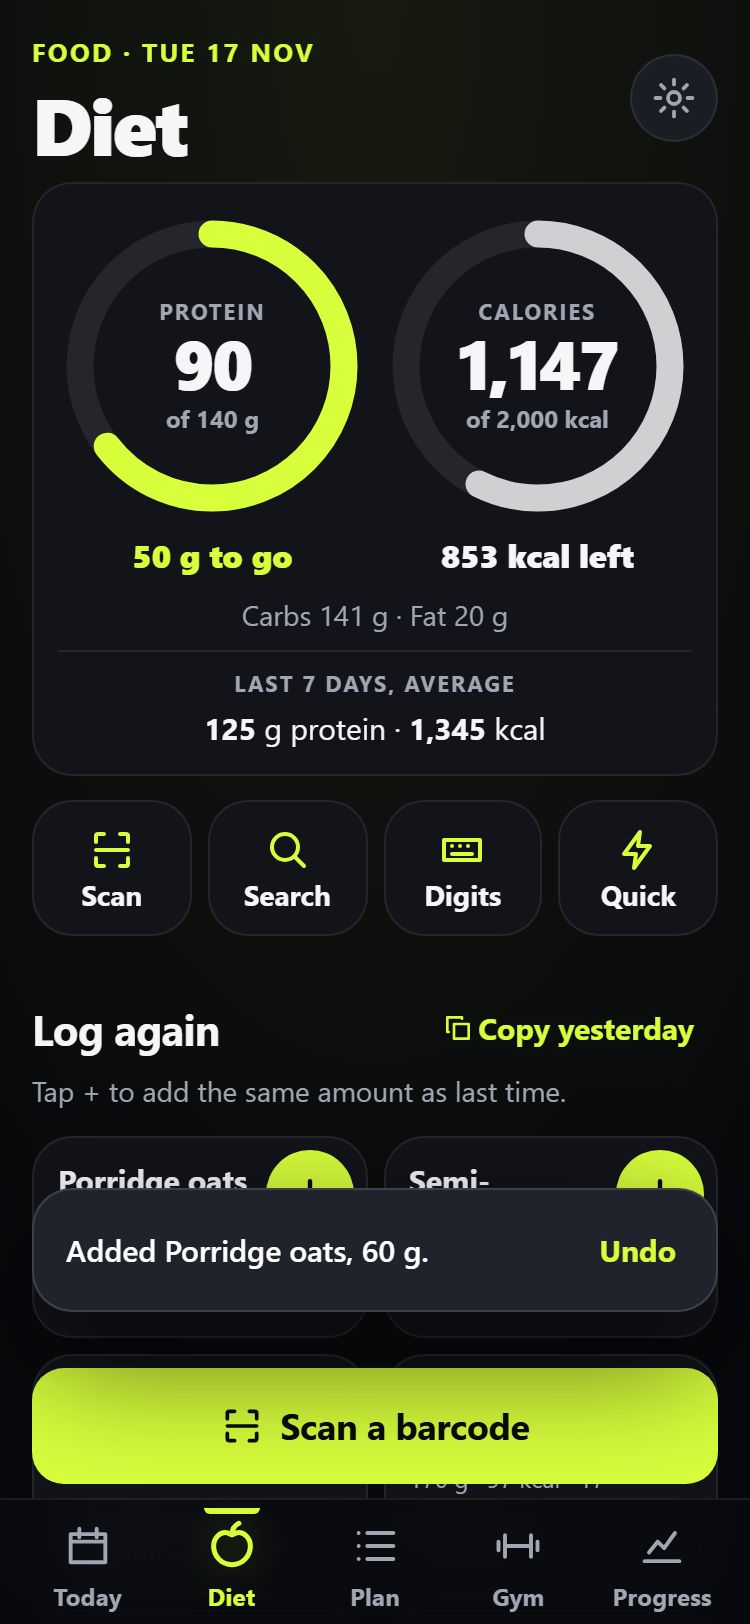 FOOD · TUE 17 NOV
Diet
PROTEIN
90
of 140 g
CALORIES
1,147
of 2,000 kcal
50 g to go
853 kcal left
Carbs 141 g · Fat 20 g
LAST 7 DAYS, AVERAGE
125 g protein · 1,345 kcal
Scan
Search
Digits
Quick
Log again
Copy yesterday
Tap + to add the same amount as last time.
Porridge oats
Semi-
Added Porridge oats, 60 g.
Undo
Scan a barcode
Today
Diet
Plan
Gym
Progress